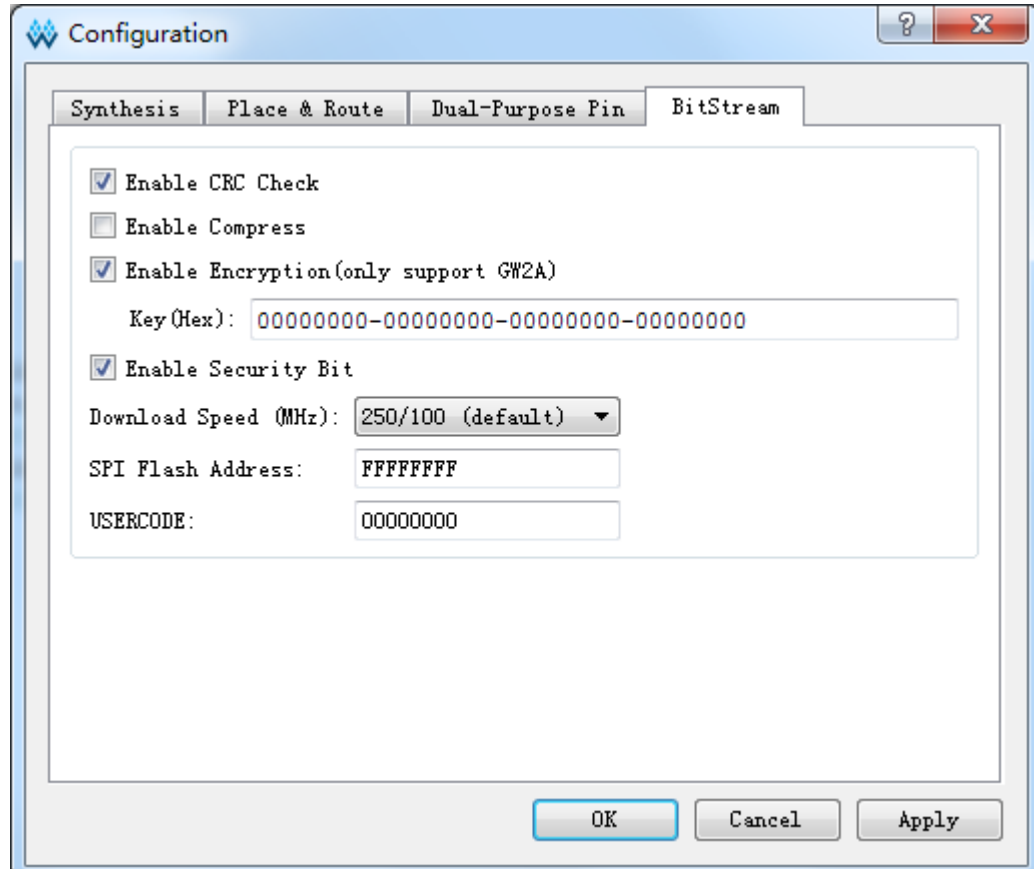 Configuration
Synthesis Place & Route Dual-Purpose Pin BitStream
Enable CRC Check
Enable Compress
Enable Encryption(only support GW2A)
Key(Hex): 00000000-00000000-00000000-00000000
Enable Security Bit
Download Speed (MHz): 250/100 (default)
SPI Flash Address: FFFFFFFF
USERCODE: 00000000
OK Cancel Apply